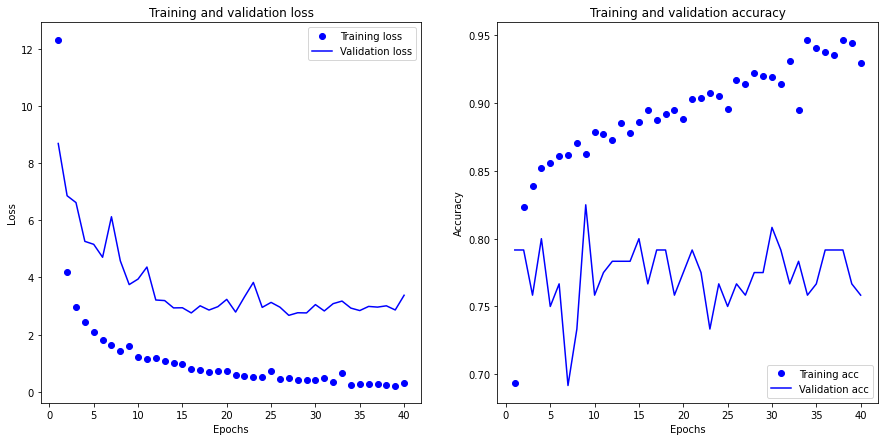 Training and validation loss
Training loss
Validation loss
12
10
8
6
4
2
0
Loss
0 5 10 15 20 25 30 35 40
Epochs
Training and validation accuracy
0.95
0.90
0.85
0.80
0.75
0.70
Accuracy
Training acc
Validation acc
0 5 10 15 20 25 30 35 40
Epochs